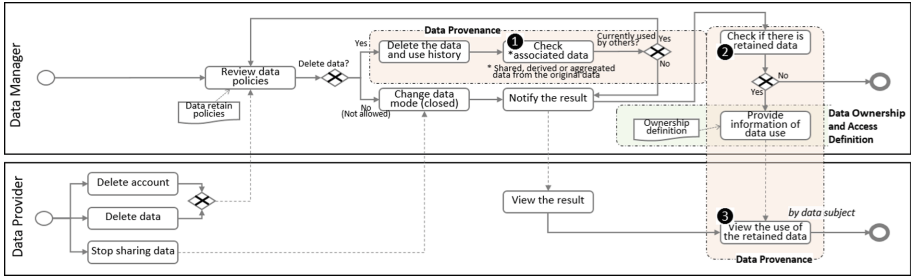 Data Manager
Review data
policies
Data retain
policies
Delete data?
Yes
No
(Not allowed)
Data Provenance
Delete the data
and use history
1
Check
*associated data
* Shared, derived or aggregated
data from the original data
Currently used
by others?
Yes
No
Change data
mode (closed)
Notify the result
2
Check if there is
retained data
No
Yes
Ownership
definition
Provide
information of
data use
Data Ownership
and Access
Definition
Data Provider
Delete account
Delete data
Stop sharing data
View the result
3
by data subject
View the use of
the retained data
Data Provenance